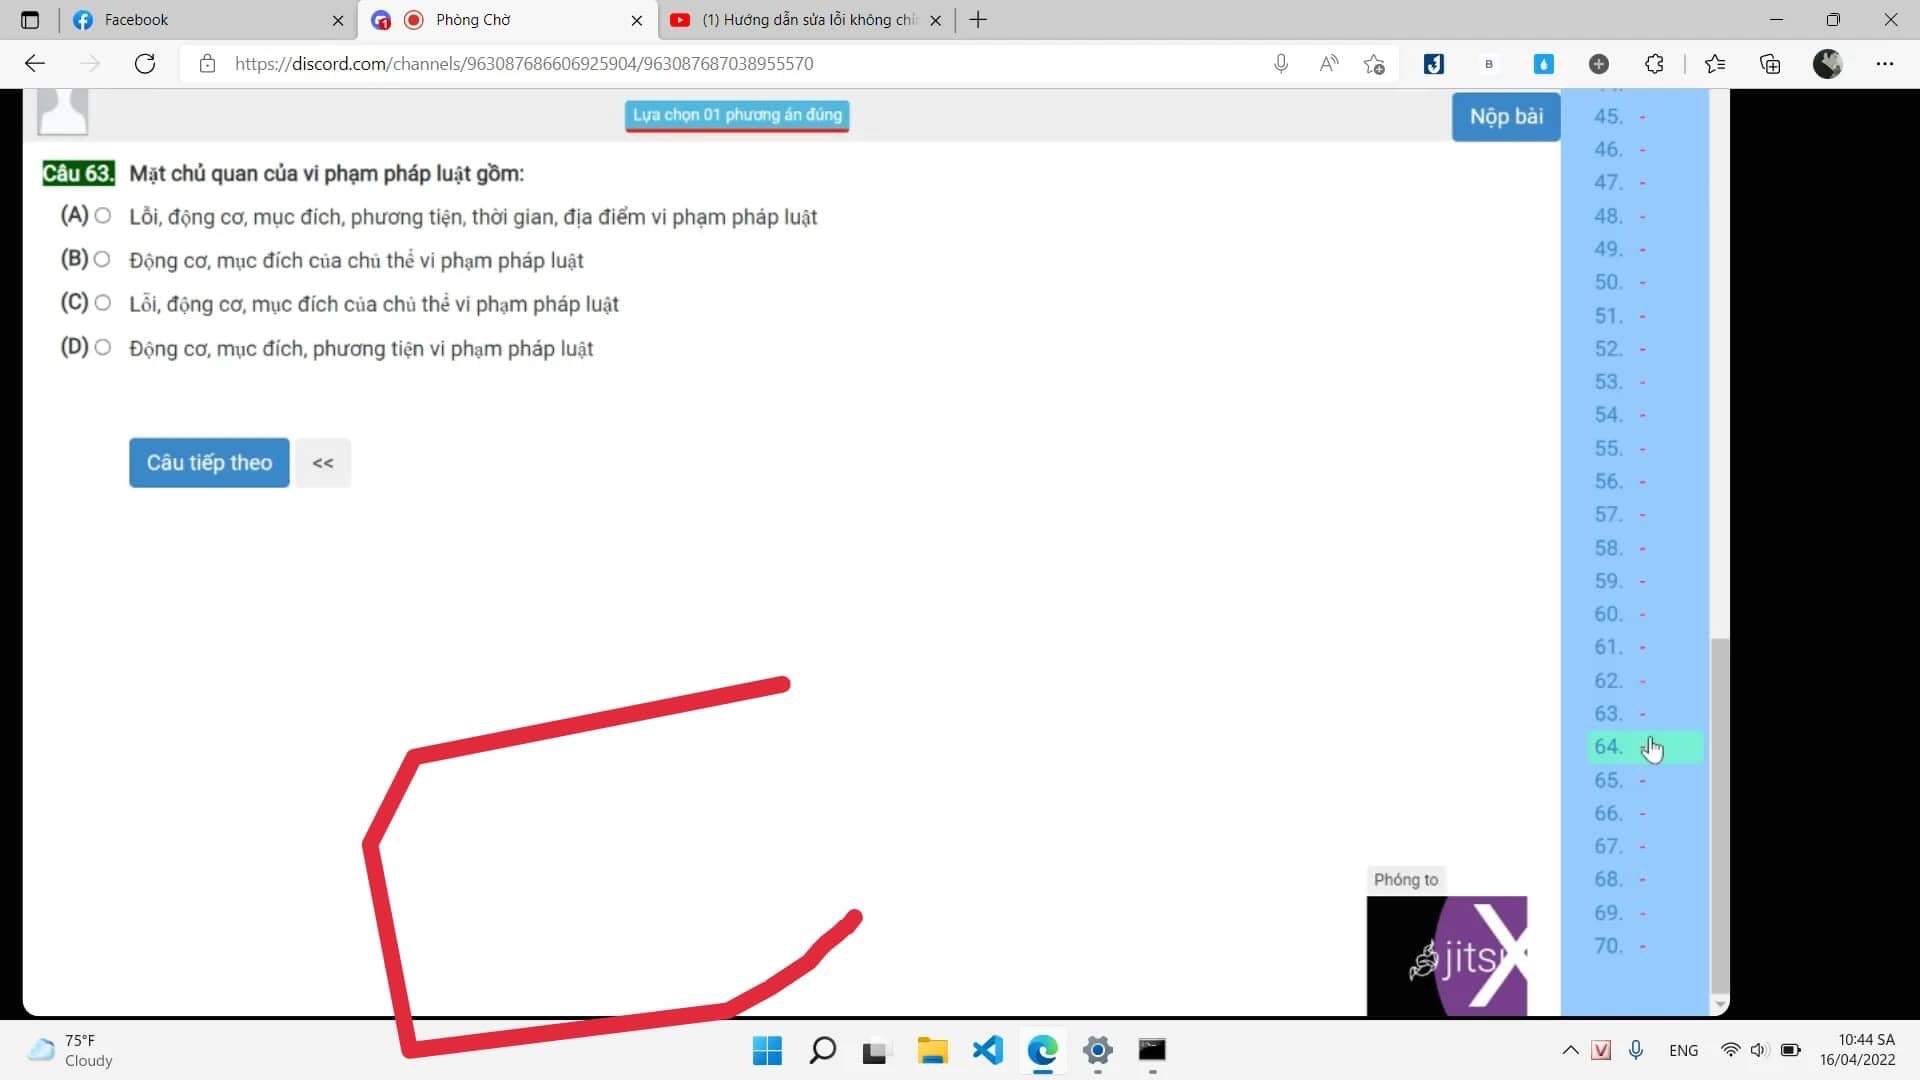 Facebook
Phòng Chờ
(1) Hướng dẫn sửa lỗi không chỉ
https://discord.com/channels/963087686606925904/963087687038955570
B
Lựa chọn 01 phương án đúng
Nộp bài
Câu 63. Mặt chủ quan của vi phạm pháp luật gồm:
(A) Lỗi, động cơ, mục đích, phương tiện, thời gian, địa điểm vi phạm pháp luật
(B) Động cơ, mục đích của chủ thể vi phạm pháp luật
(C) Lỗi, động cơ, mục đích của chủ thể vi phạm pháp luật
(D) Động cơ, mục đích, phương tiện vi phạm pháp luật
Câu tiếp theo <<
45. -
46. -
47. -
48. -
49. -
50. -
51. -
52. -
53. -
54. -
55. -
56. -
57. -
58. -
59. -
60. -
61. -
62. -
63. -
64.
65. -
66. -
67. -
68. -
69. -
70. -
Phóng to
jitsi
75°F
Cloudy
ENG
10:44 SA
16/04/2022